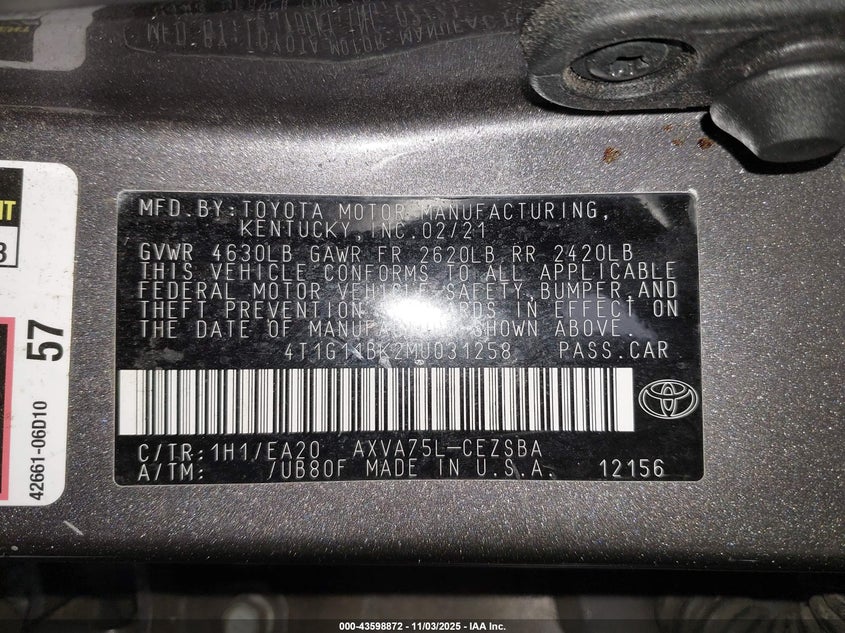 MFD.BY:TOYOTA MOTOR MANUFACTURING,
KENTUCKY,INC.02/21
GVWR 4630LB GAWR FR 2620LB RR 2420LB
THIS VEHICLE CONFORMS TO ALL APPLICABLE
FEDERAL MOTOR VEHICLE SAFETY,BUMPER,AND
THEFT PREVENTION STANDARDS IN EFFECT ON
THE DATE OF MANUFACTURE SHOWN ABOVE.
4T1G11BK2MU031258 PASS.CAR
C/TR:1H1/EA20 AXVA75L-CEZSBA
A/TM: /UB80F MADE IN U.S.A. 12156
57
42661-06D10
000-43598872 - 11/03/2025 - IAA Inc.